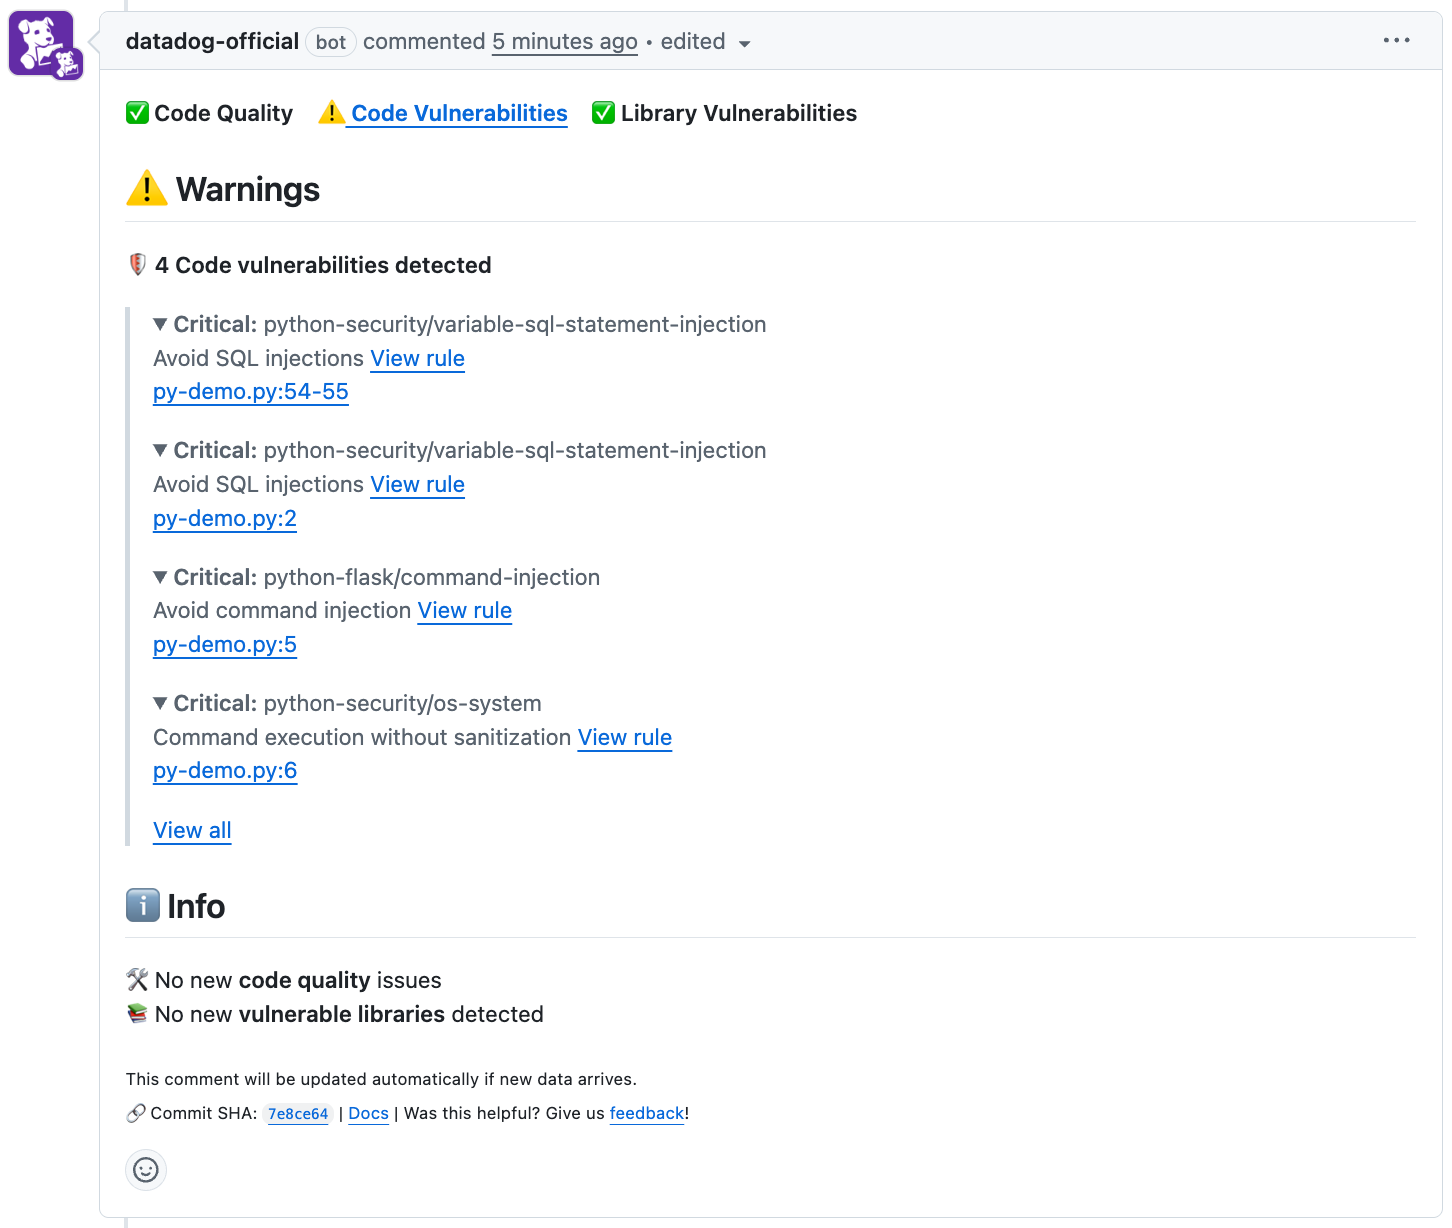 datadog-official bot commented 5 minutes ago • edited
✅ Code Quality ⚠️ Code Vulnerabilities ✅ Library Vulnerabilities
⚠️ Warnings
🛡️ 4 Code vulnerabilities detected
▼ Critical: python-security/variable-sql-statement-injection
Avoid SQL injections View rule
py-demo.py:54-55
▼ Critical: python-security/variable-sql-statement-injection
Avoid SQL injections View rule
py-demo.py:2
▼ Critical: python-flask/command-injection
Avoid command injection View rule
py-demo.py:5
▼ Critical: python-security/os-system
Command execution without sanitization View rule
py-demo.py:6
View all
ℹ️ Info
🛠️ No new code quality issues
📚 No new vulnerable libraries detected
This comment will be updated automatically if new data arrives.
🔗 Commit SHA: 7e8ce64 | Docs | Was this helpful? Give us feedback!